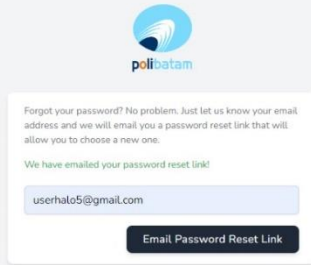 polibatam
Forgot your password? No problem. Just let us know your email
address and we will email you a password reset link that will
allow you to choose a new one.
We have emailed your password reset link!
userhalo5@gmail.com
Email Password Reset Link